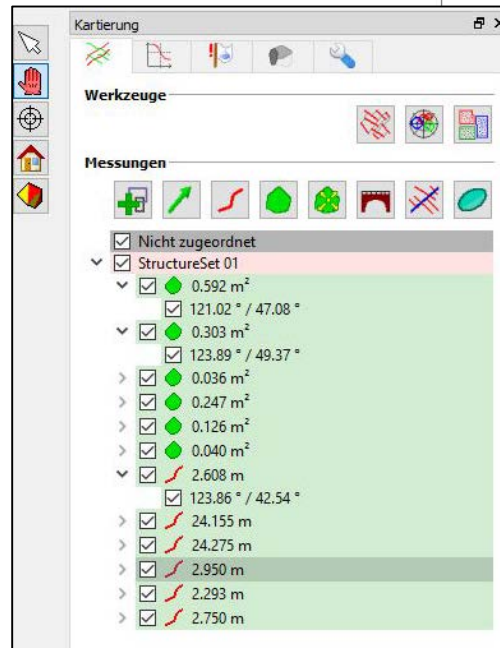 Kartierung
Werkzeuge
Messungen
Nicht zugeordnet
StructureSet 01
0.592 m²
121.02 ° / 47.08 °
0.303 m²
123.89 ° / 49.37 °
0.036 m²
0.247 m²
0.126 m²
0.040 m²
2.608 m
123.86 ° / 42.54 °
24.155 m
24.275 m
2.950 m
2.293 m
2.750 m